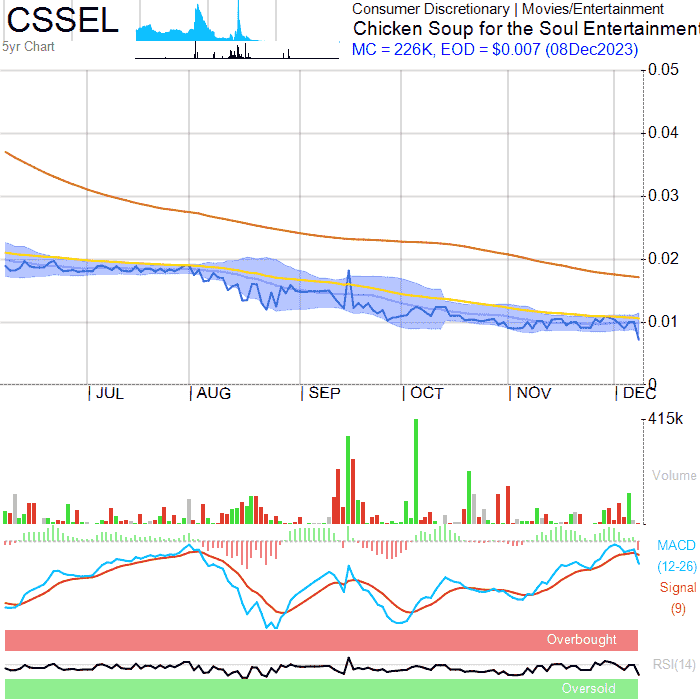 CSSEL
5yr Chart
Consumer Discretionary | Movies/Entertainment
Chicken Soup for the Soul Entertainment
MC = 226K, EOD = $0.007 (08Dec2023)
0.05
0.04
0.03
0.02
0.01
0
JUL
AUG
SEP
OCT
NOV
DEC
415k
Volume
MACD
(12-26)
Signal
(9)
Overbought
RSI(14)
Oversold